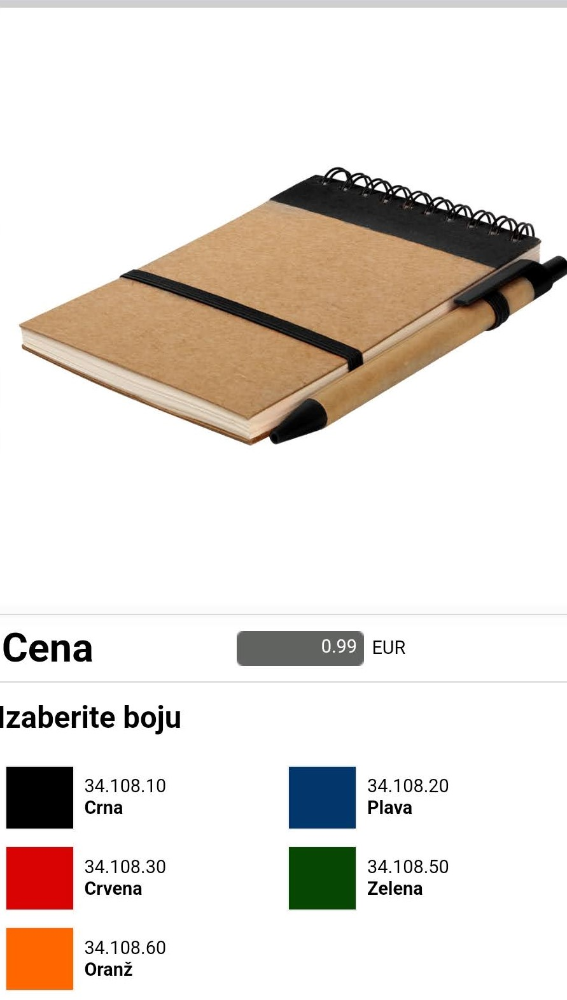 Cena
0.99 EUR
Izaberite boju
34.108.10
Crna
34.108.20
Plava
34.108.30
Crvena
34.108.50
Zelena
34.108.60
Oranž